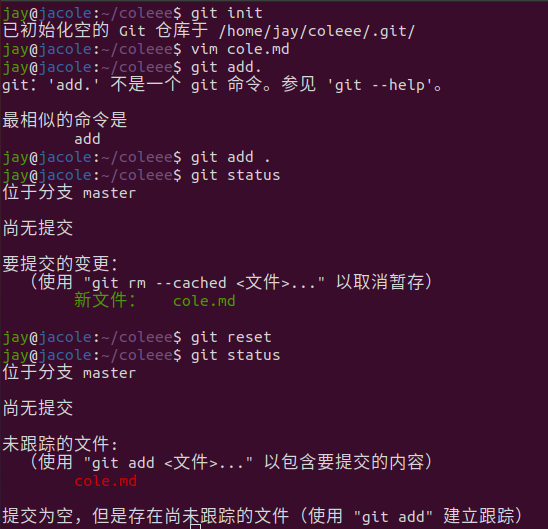 jay@jacole:~/coleee$ git init
已初始化空的 Git 仓库于 /home/jay/coleee/.git/
jay@jacole:~/coleee$ vim cole.md
jay@jacole:~/coleee$ git add.
git：'add.' 不是一个 git 命令。参见 'git --help'。
最相似的命令是
add
jay@jacole:~/coleee$ git add .
jay@jacole:~/coleee$ git status
位于分支 master
尚无提交
要提交的变更：
（使用 "git rm --cached <文件>..." 以取消暂存）
新文件： cole.md
jay@jacole:~/coleee$ git reset
jay@jacole:~/coleee$ git status
位于分支 master
尚无提交
未跟踪的文件:
（使用 "git add <文件>..." 以包含要提交的内容）
cole.md
提交为空，但是存在尚未跟踪的文件（使用 "git add" 建立跟踪）